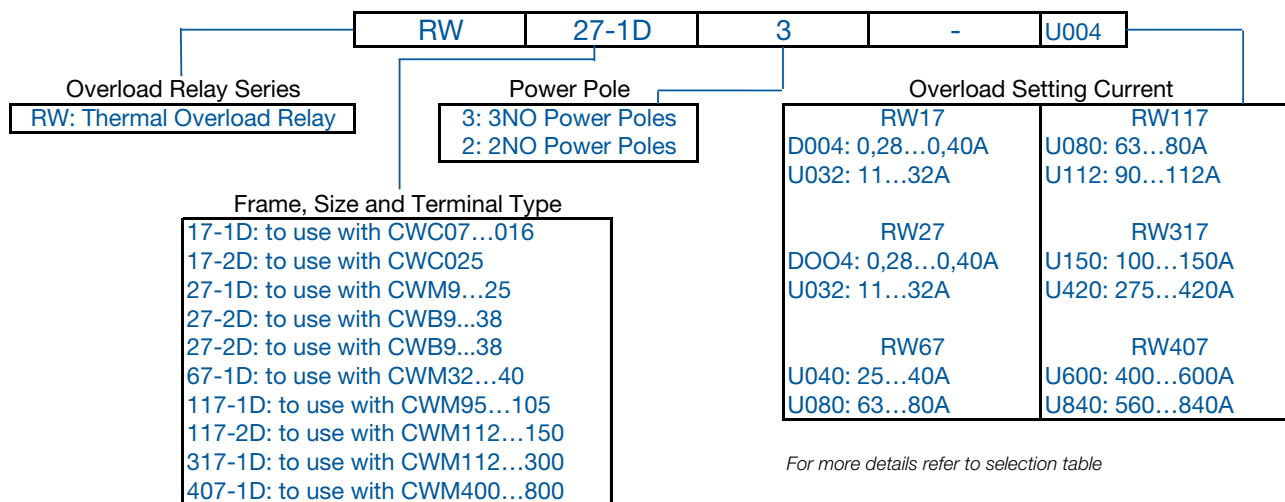 RW 27-1D 3 - U004
Overload Relay Series
RW: Thermal Overload Relay
Power Pole
3: 3NO Power Poles
2: 2NO Power Poles
Frame, Size and Terminal Type
17-1D: to use with CWC07…016
17-2D: to use with CWC025
27-1D: to use with CWM9…25
27-2D: to use with CWB9...38
27-2D: to use with CWB9...38
67-1D: to use with CWM32…40
117-1D: to use with CWM95…105
117-2D: to use with CWM112…150
317-1D: to use with CWM112…300
407-1D: to use with CWM400…800
Overload Setting Current
RW17
D004: 0,28…0,40A
U032: 11…32A
RW27
DOO4: 0,28…0,40A
U032: 11…32A
RW67
U040: 25…40A
U080: 63…80A
RW117
U080: 63…80A
U112: 90…112A
RW317
U150: 100…150A
U420: 275…420A
RW407
U600: 400…600A
U840: 560…840A
For more details refer to selection table